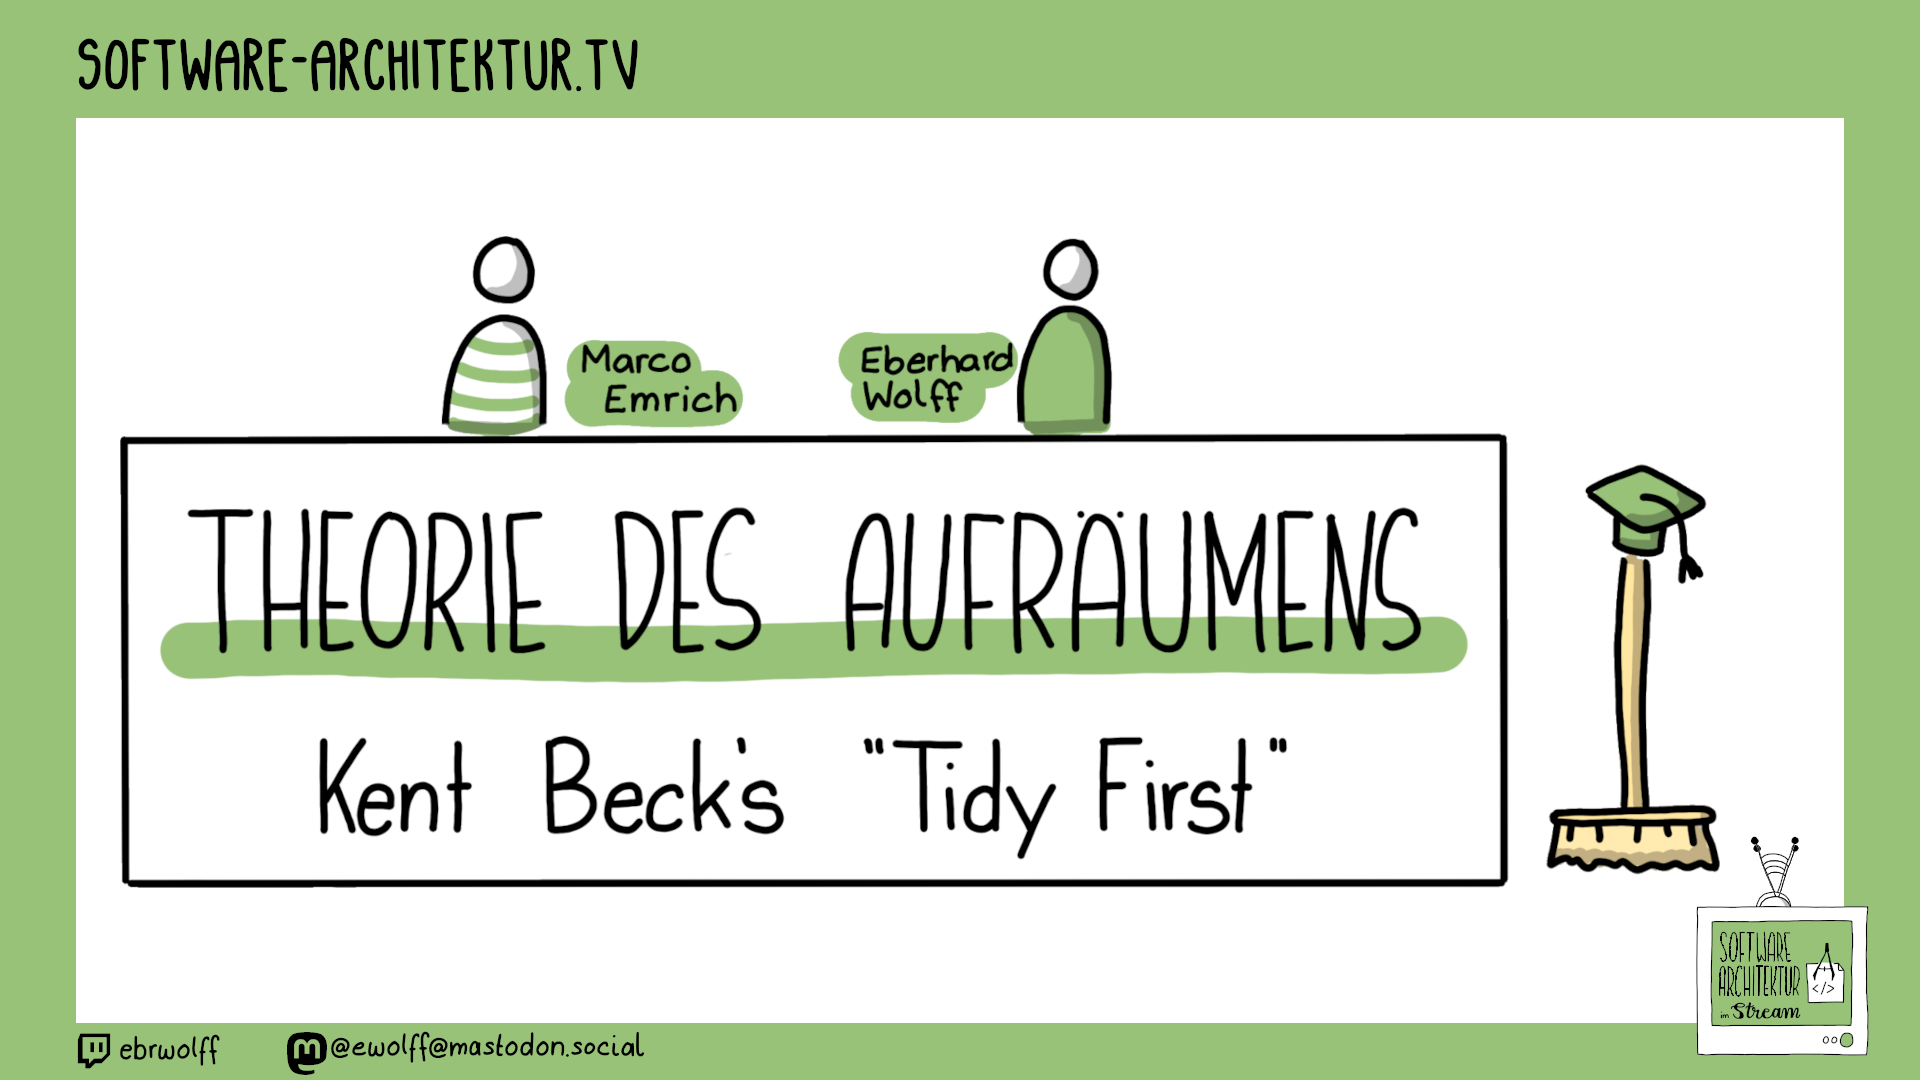 SOFTWARE-ARCHITEKTUR.TV
Marco
Emrich
Eberhard
Wolff
THEORIE DES AUFRÄUMENS
Kent Beck's "Tidy First"
SOFTWARE
ARCHITEKTUR
</>
im Stream
ebrwolff
@ewolff@mastodon.social